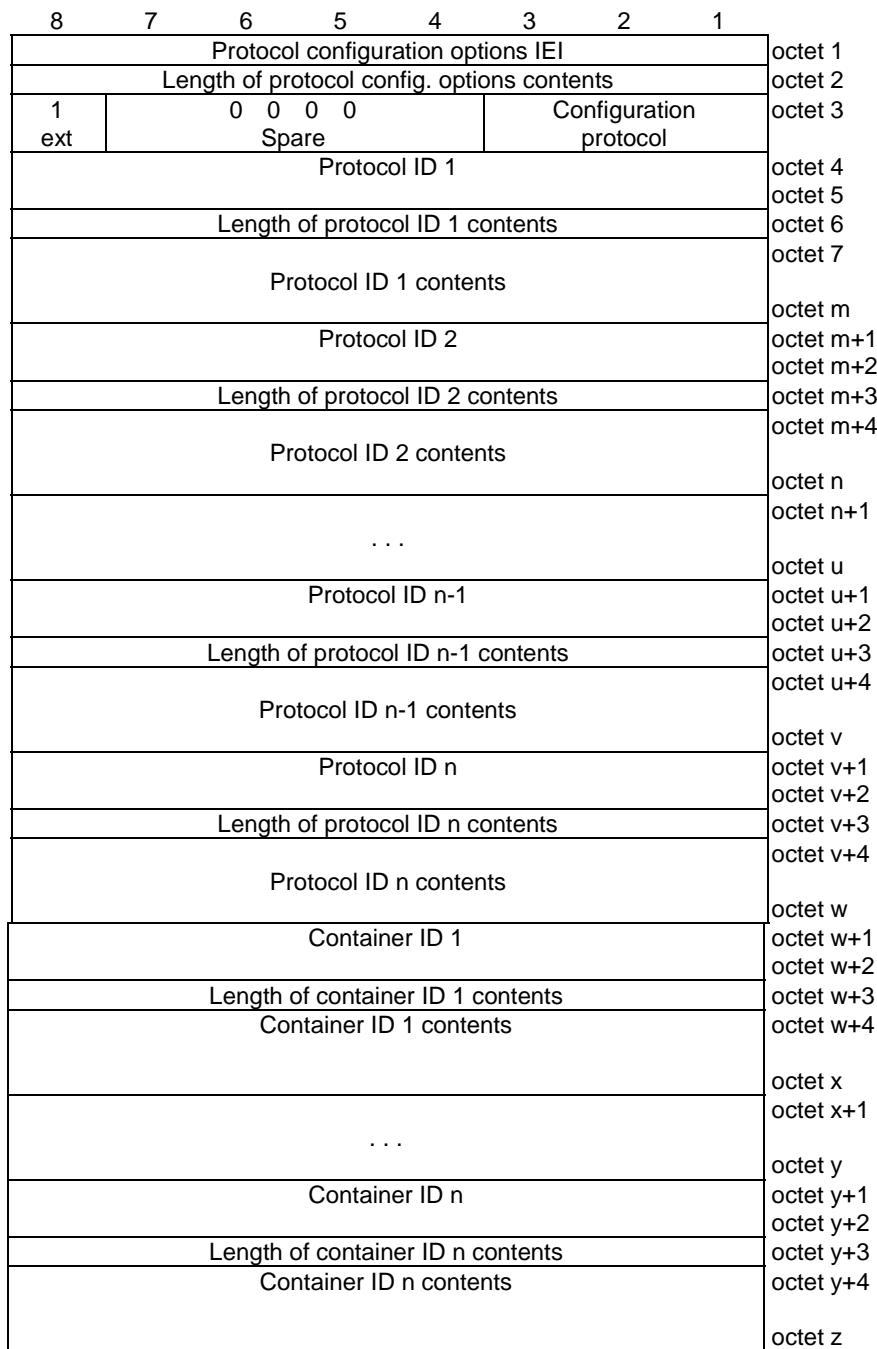 8 7 6 5 4 3 2 1
Protocol configuration options IEI octet 1
Length of protocol config. options contents octet 2
1 0 0 0 0 Configuration octet 3
ext Spare protocol
Protocol ID 1 octet 4
octet 5
Length of protocol ID 1 contents octet 6
octet 7
Protocol ID 1 contents
octet m
Protocol ID 2 octet m+1
octet m+2
Length of protocol ID 2 contents octet m+3
octet m+4
Protocol ID 2 contents
octet n
octet n+1
. . .
octet u
Protocol ID n-1 octet u+1
octet u+2
Length of protocol ID n-1 contents octet u+3
octet u+4
Protocol ID n-1 contents
octet v
Protocol ID n octet v+1
octet v+2
Length of protocol ID n contents octet v+3
octet v+4
Protocol ID n contents
octet w
Container ID 1 octet w+1
octet w+2
Length of container ID 1 contents octet w+3
Container ID 1 contents octet w+4
octet x
octet x+1
. . .
octet y
Container ID n octet y+1
octet y+2
Length of container ID n contents octet y+3
Container ID n contents octet y+4
octet z